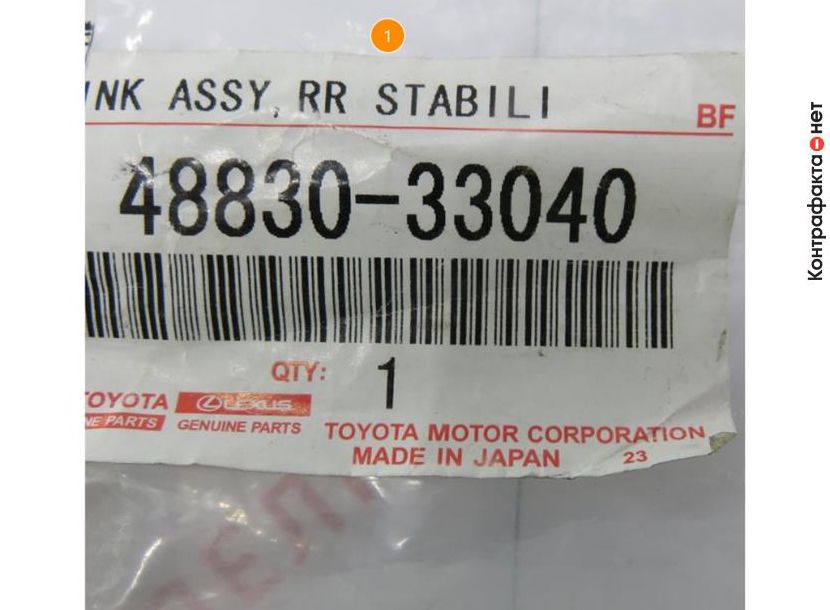 1
INK ASSY, RR STABILI
BF
48830-33040
QTY: 1
TOYOTA LEXUS
NE PARTS GENUINE PARTS
TOYOTA MOTOR CORPORATION
MADE IN JAPAN 23
Контрафакта нет